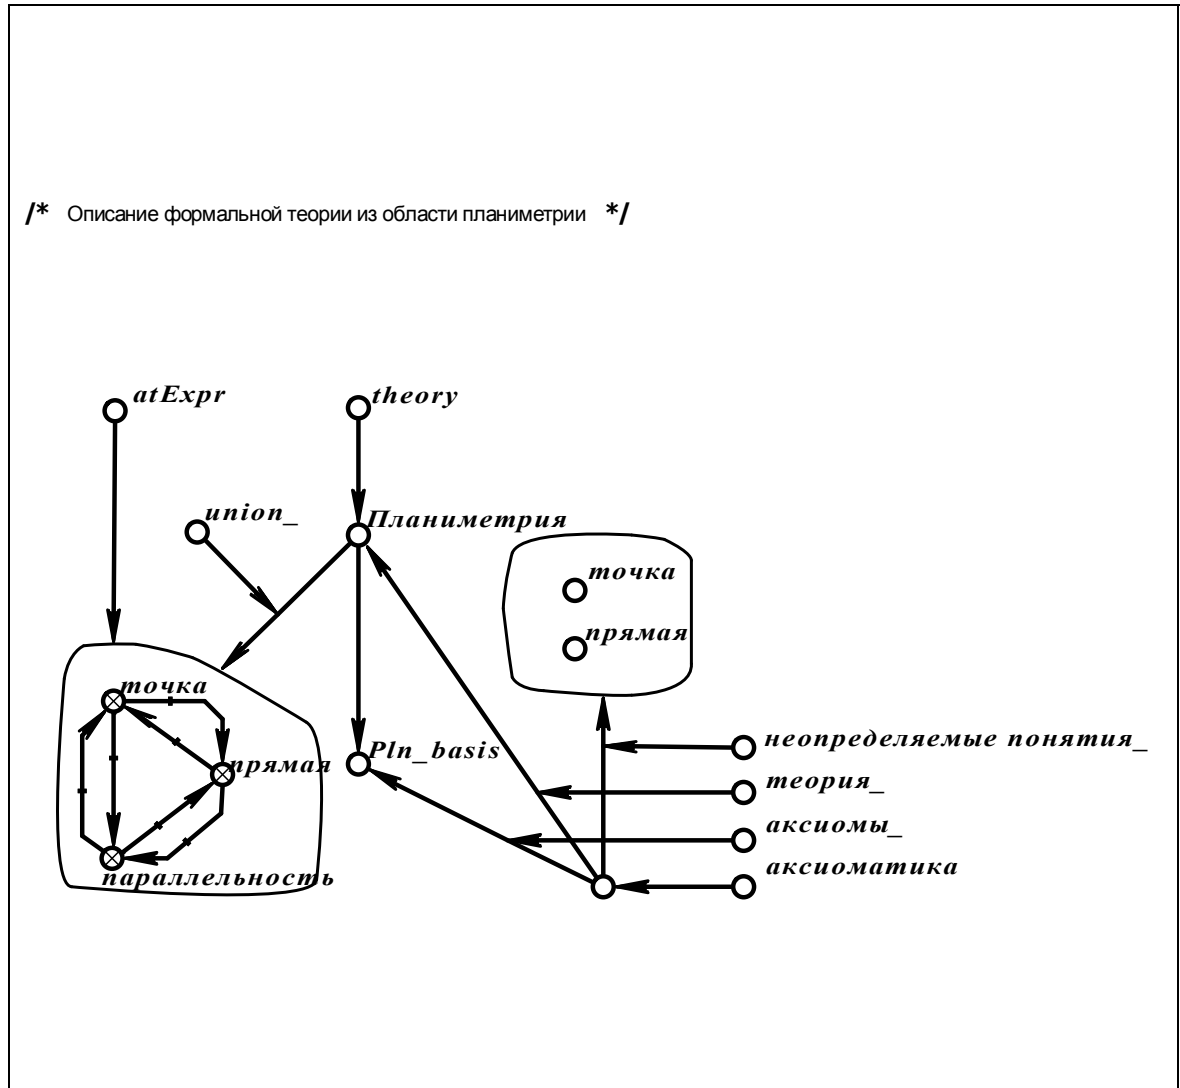 /* Описание формальной теории из области планиметрии */
atExpr
theory
union_
Планиметрия
точка
прямая
точка
Pln_basis
прямая
неопределяемые понятия_
теория_
аксиомы_
аксиоматика
параллельность